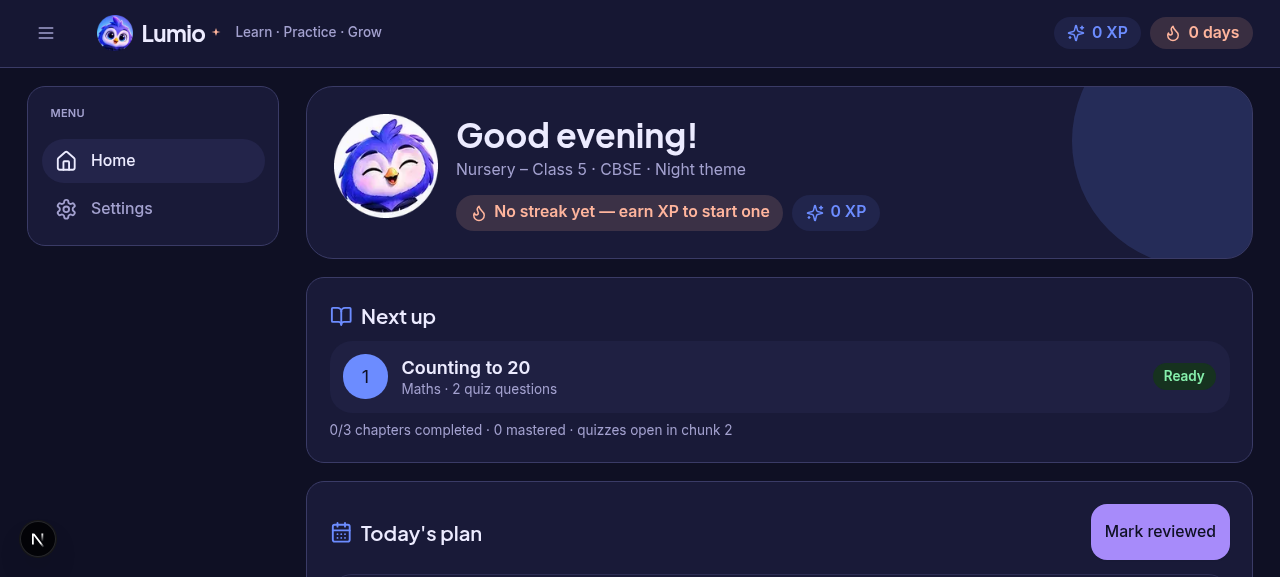 Lumio
Learn · Practice · Grow
0 XP
0 days
MENU
Home
Settings
Good evening!
Nursery – Class 5 · CBSE · Night theme
No streak yet — earn XP to start one
0 XP
Next up
1
Counting to 20
Maths · 2 quiz questions
Ready
0/3 chapters completed · 0 mastered · quizzes open in chunk 2
Today's plan
Mark reviewed
N